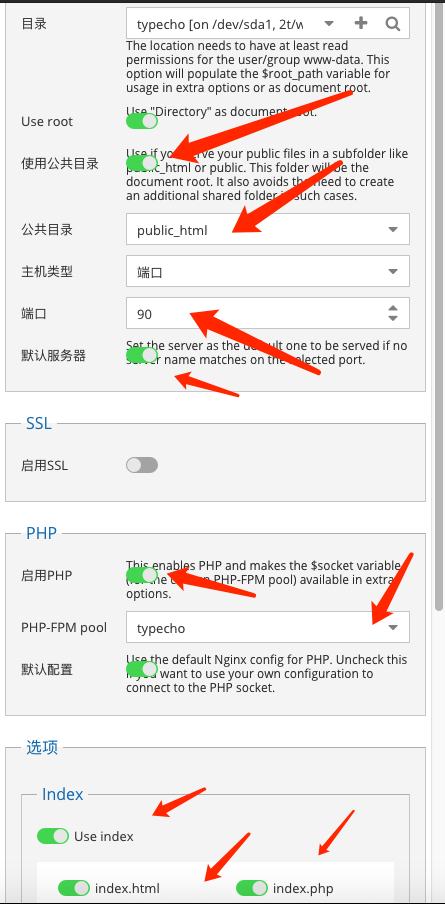 目录
typecho [on /dev/sda1, 2t/w
The location needs to have at least read
permissions for the user/group www-data. This
option will populate the $root_path variable for
usage in extra options or as document root.
Use root
Use "Directory" as document root.
使用公共目录
Use if you serve your public files in a subfolder like
public_html or public. This folder will be the
document root. It also avoids the need to create
an additional shared folder in such cases.
公共目录
public_html
主机类型
端口
端口
90
默认服务器
Set the server as the default one to be served if no
server name matches on the selected port.
SSL
启用SSL
PHP
启用PHP
This enables PHP and makes the $socket variable
(for the chosen PHP-FPM pool) available in extra
options.
PHP-FPM pool
typecho
默认配置
Use the default Nginx config for PHP. Uncheck this
if you want to use your own configuration to
connect to the PHP socket.
选项
Index
Use index
index.html
index.php